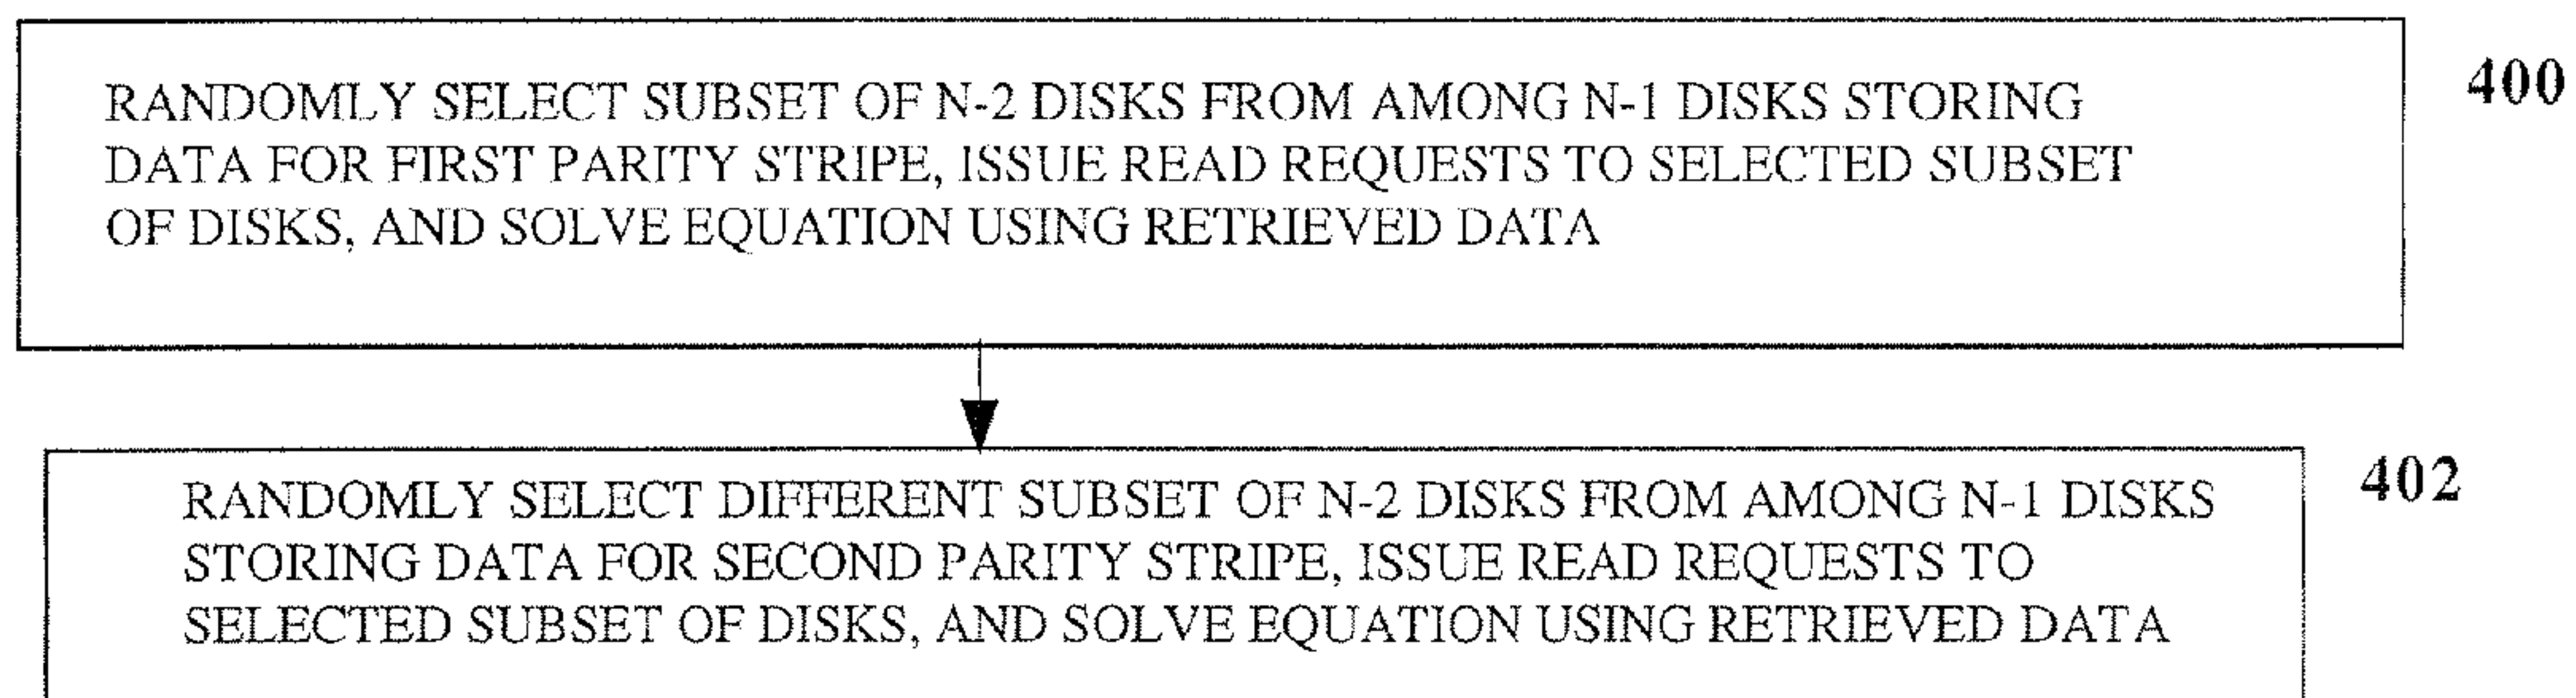 RANDOMLY SELECT SUBSET OF N-2 DISKS FROM AMONG N-1 DISKS STORING
DATA FOR FIRST PARITY STRIPE, ISSUE READ REQUESTS TO SELECTED SUBSET
OF DISKS, AND SOLVE EQUATION USING RETRIEVED DATA
400
RANDOMLY SELECT DIFFERENT SUBSET OF N-2 DISKS FROM AMONG N-1 DISKS
STORING DATA FOR SECOND PARITY STRIPE, ISSUE READ REQUESTS TO
SELECTED SUBSET OF DISKS, AND SOLVE EQUATION USING RETRIEVED DATA
402